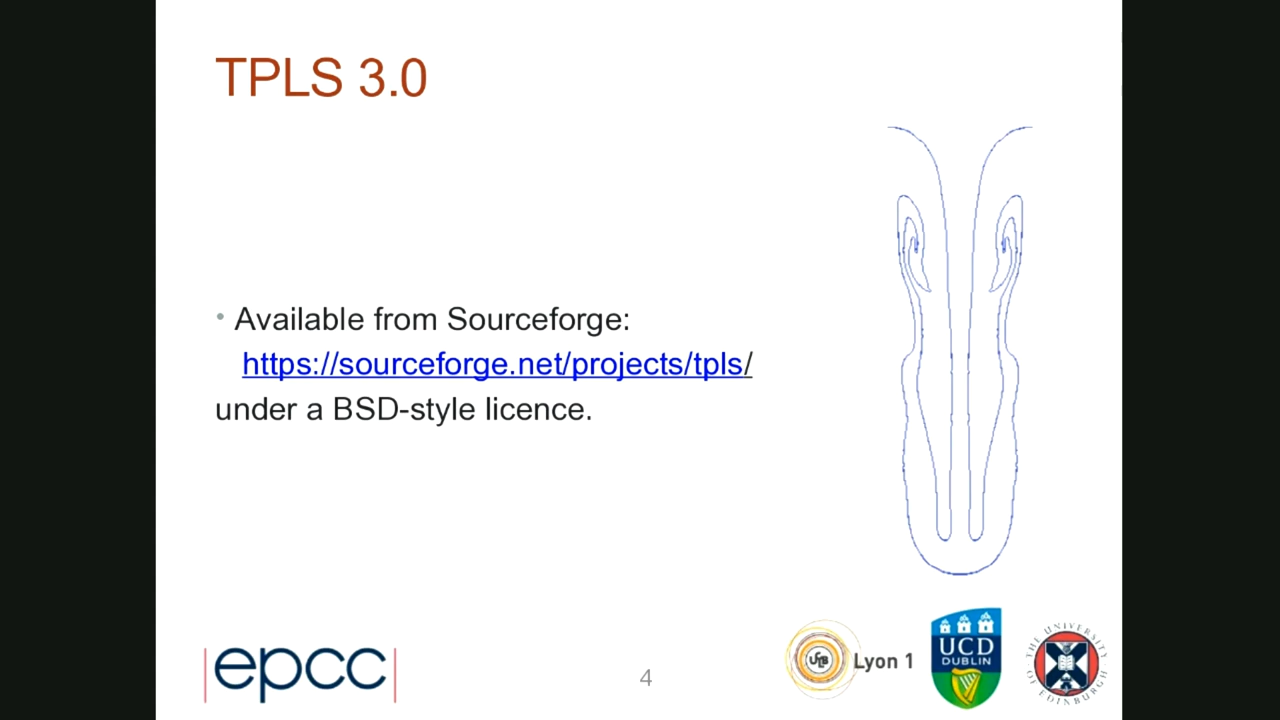 TPLS 3.0
• Available from Sourceforge:
https://sourceforge.net/projects/tpls/
under a BSD-style licence.
epcc
4
UCB
Lyon 1
UCD
DUBLIN
THE UNIVERSITY
OF EDINBURGH